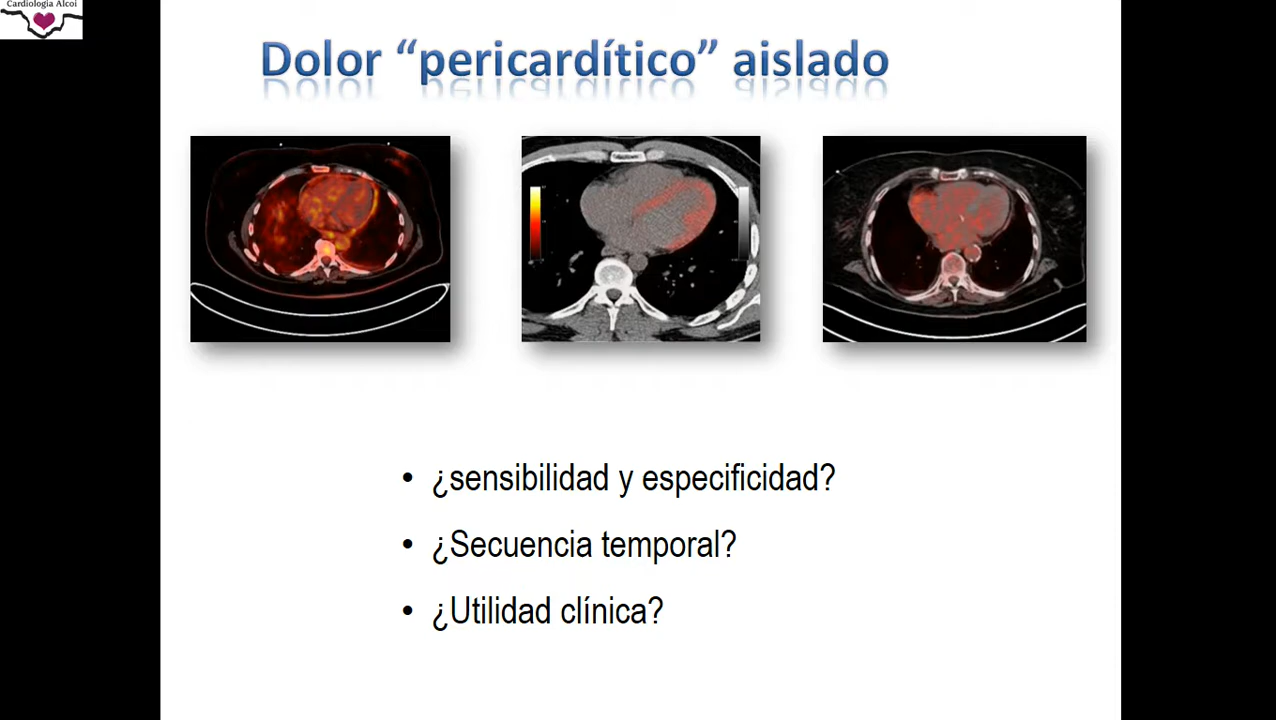 Cardiología Alcoi
Dolor “pericardítico” aislado
• ¿sensibilidad y especificidad?
• ¿Secuencia temporal?
• ¿Utilidad clínica?